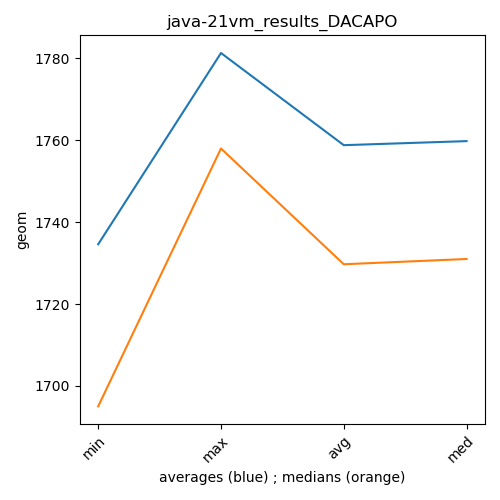 java-21vm_results_DACAPO
1780
1760
1740
1720
1700
geom
min
max
avg
med
averages (blue) ; medians (orange)